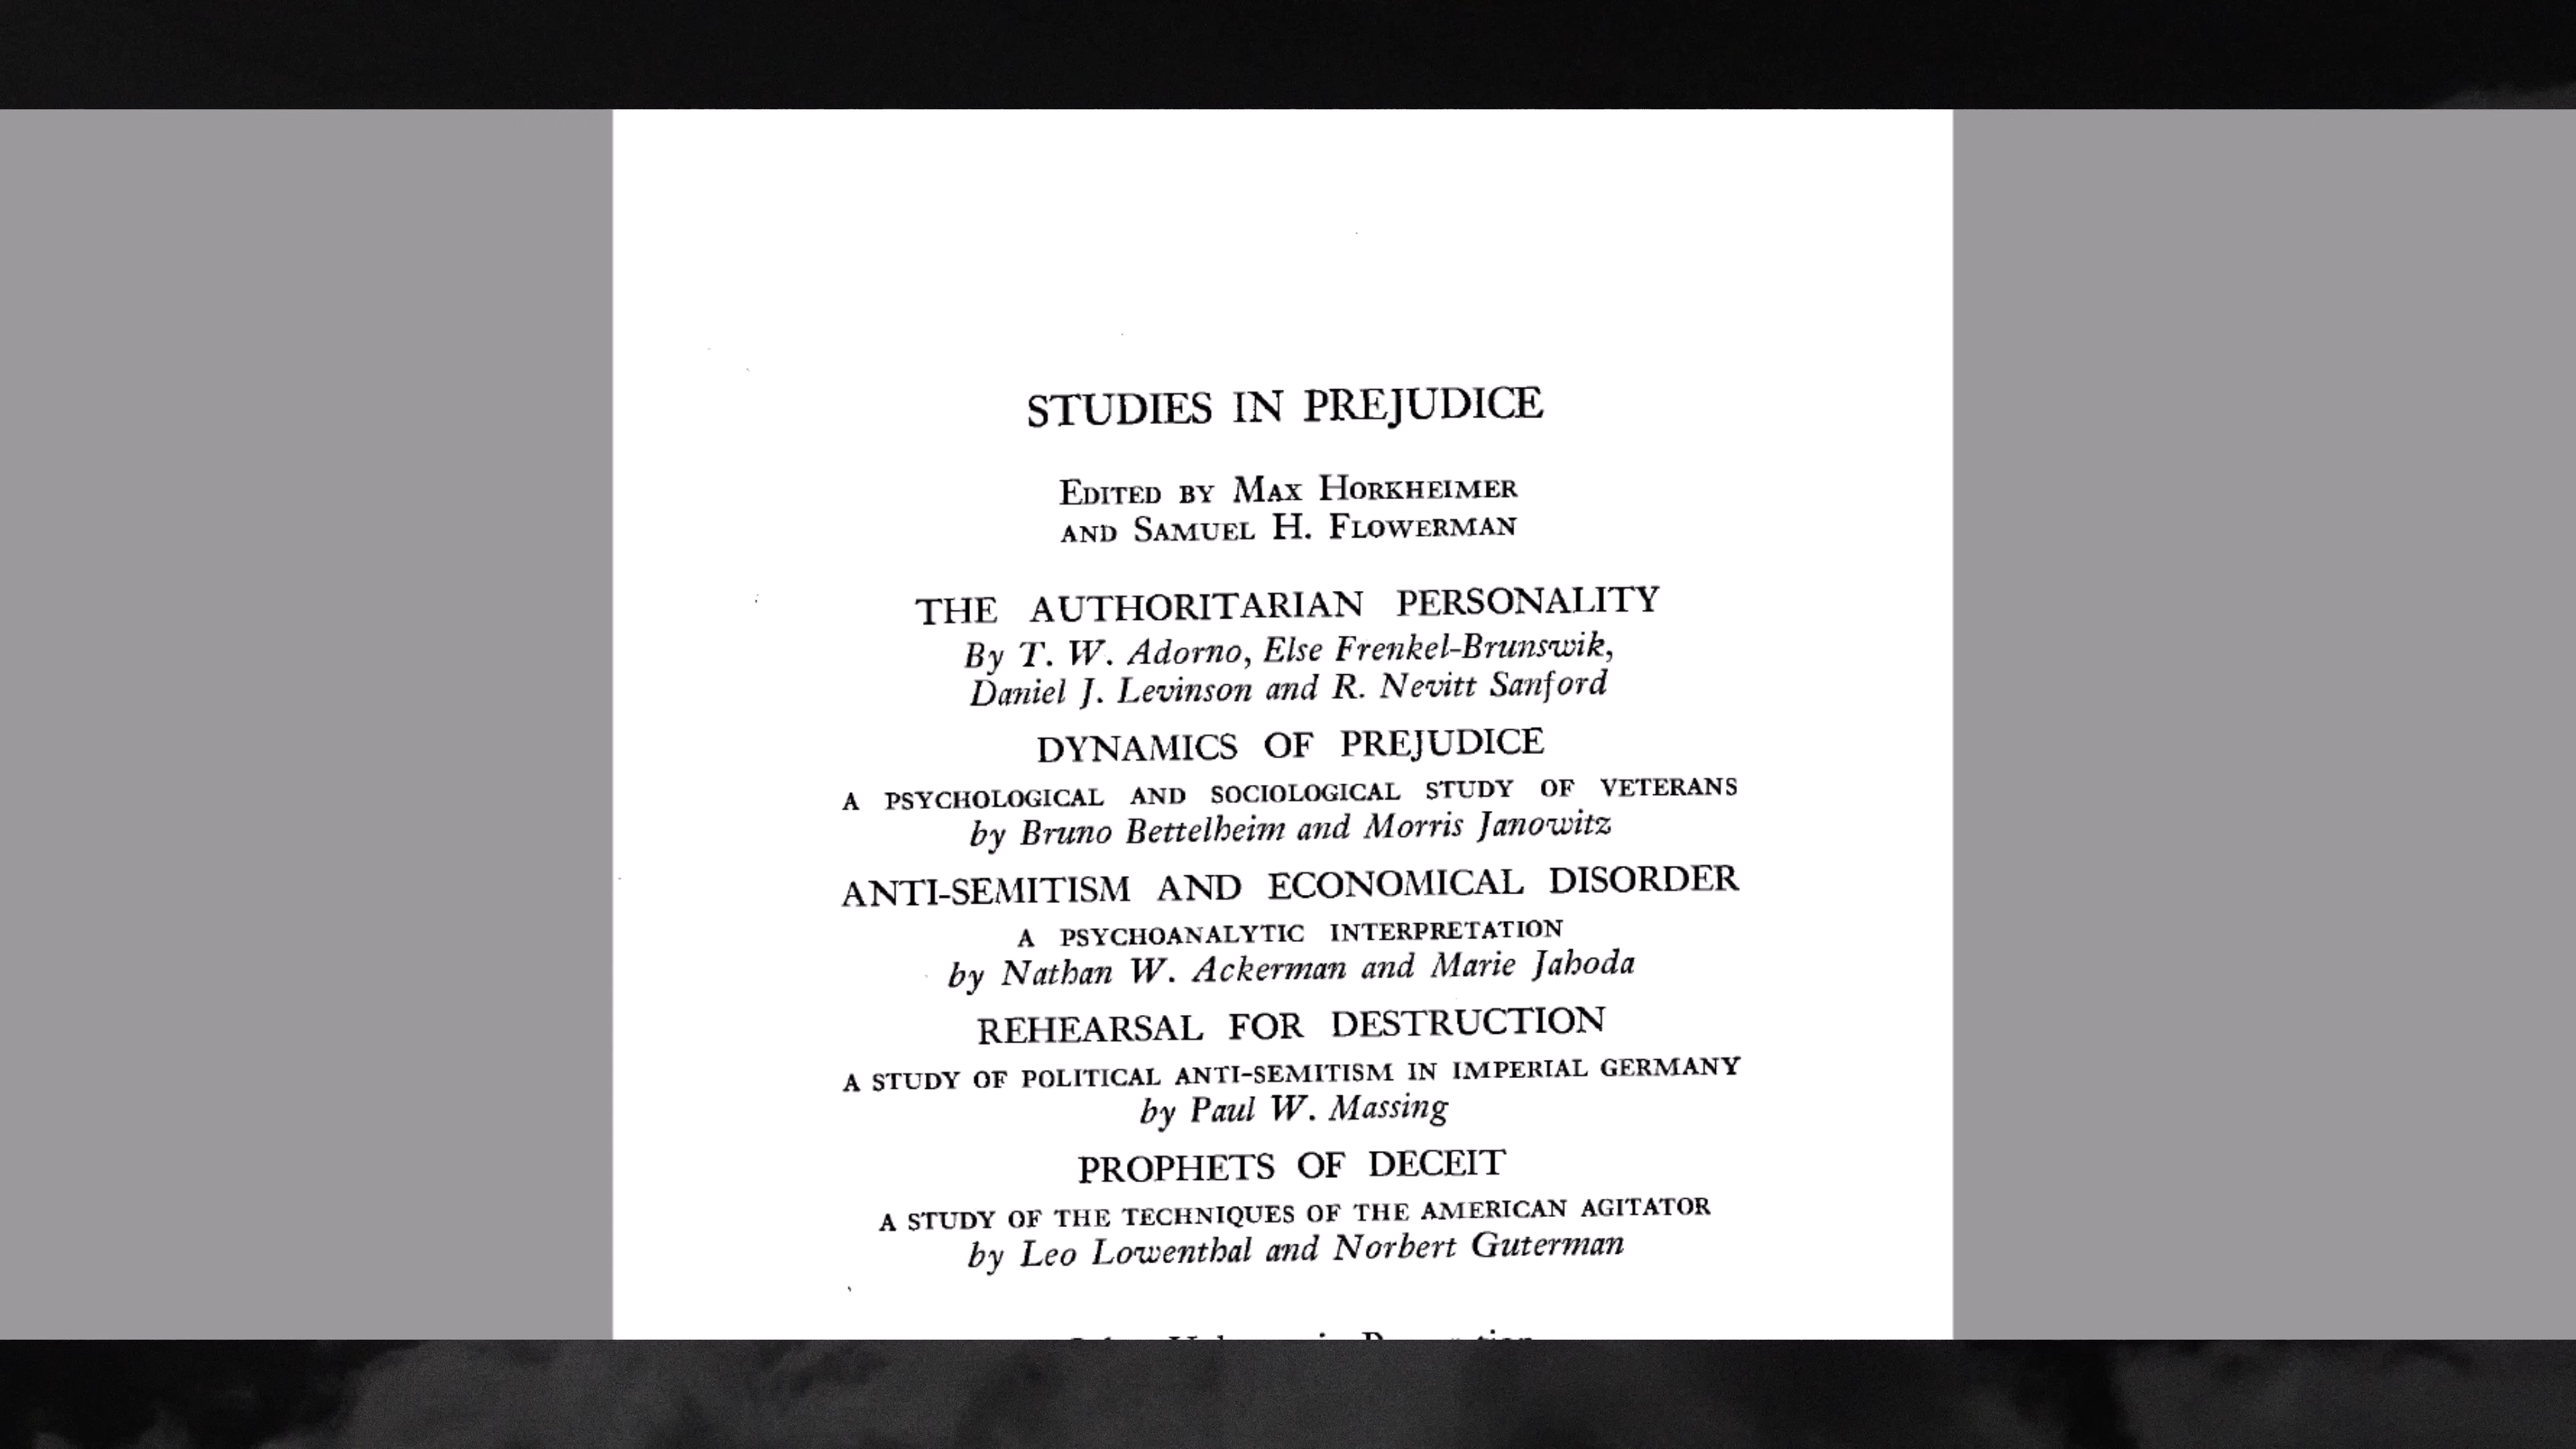 STUDIES IN PREJUDICE
EDITED BY MAX HORKHEIMER
AND SAMUEL H. FLOWERMAN
THE AUTHORITARIAN PERSONALITY
By T. W. Adorno, Else Frenkel-Brunswik,
Daniel J. Levinson and R. Nevitt Sanford
DYNAMICS OF PREJUDICE
A PSYCHOLOGICAL AND SOCIOLOGICAL STUDY OF VETERANS
by Bruno Bettelheim and Morris Janowitz
ANTI-SEMITISM AND ECONOMICAL DISORDER
A PSYCHOANALYTIC INTERPRETATION
by Nathan W. Ackerman and Marie Jahoda
REHEARSAL FOR DESTRUCTION
A STUDY OF POLITICAL ANTI-SEMITISM IN IMPERIAL GERMANY
by Paul W. Massing
PROPHETS OF DECEIT
A STUDY OF THE TECHNIQUES OF THE AMERICAN AGITATOR
by Leo Lowenthal and Norbert Guterman